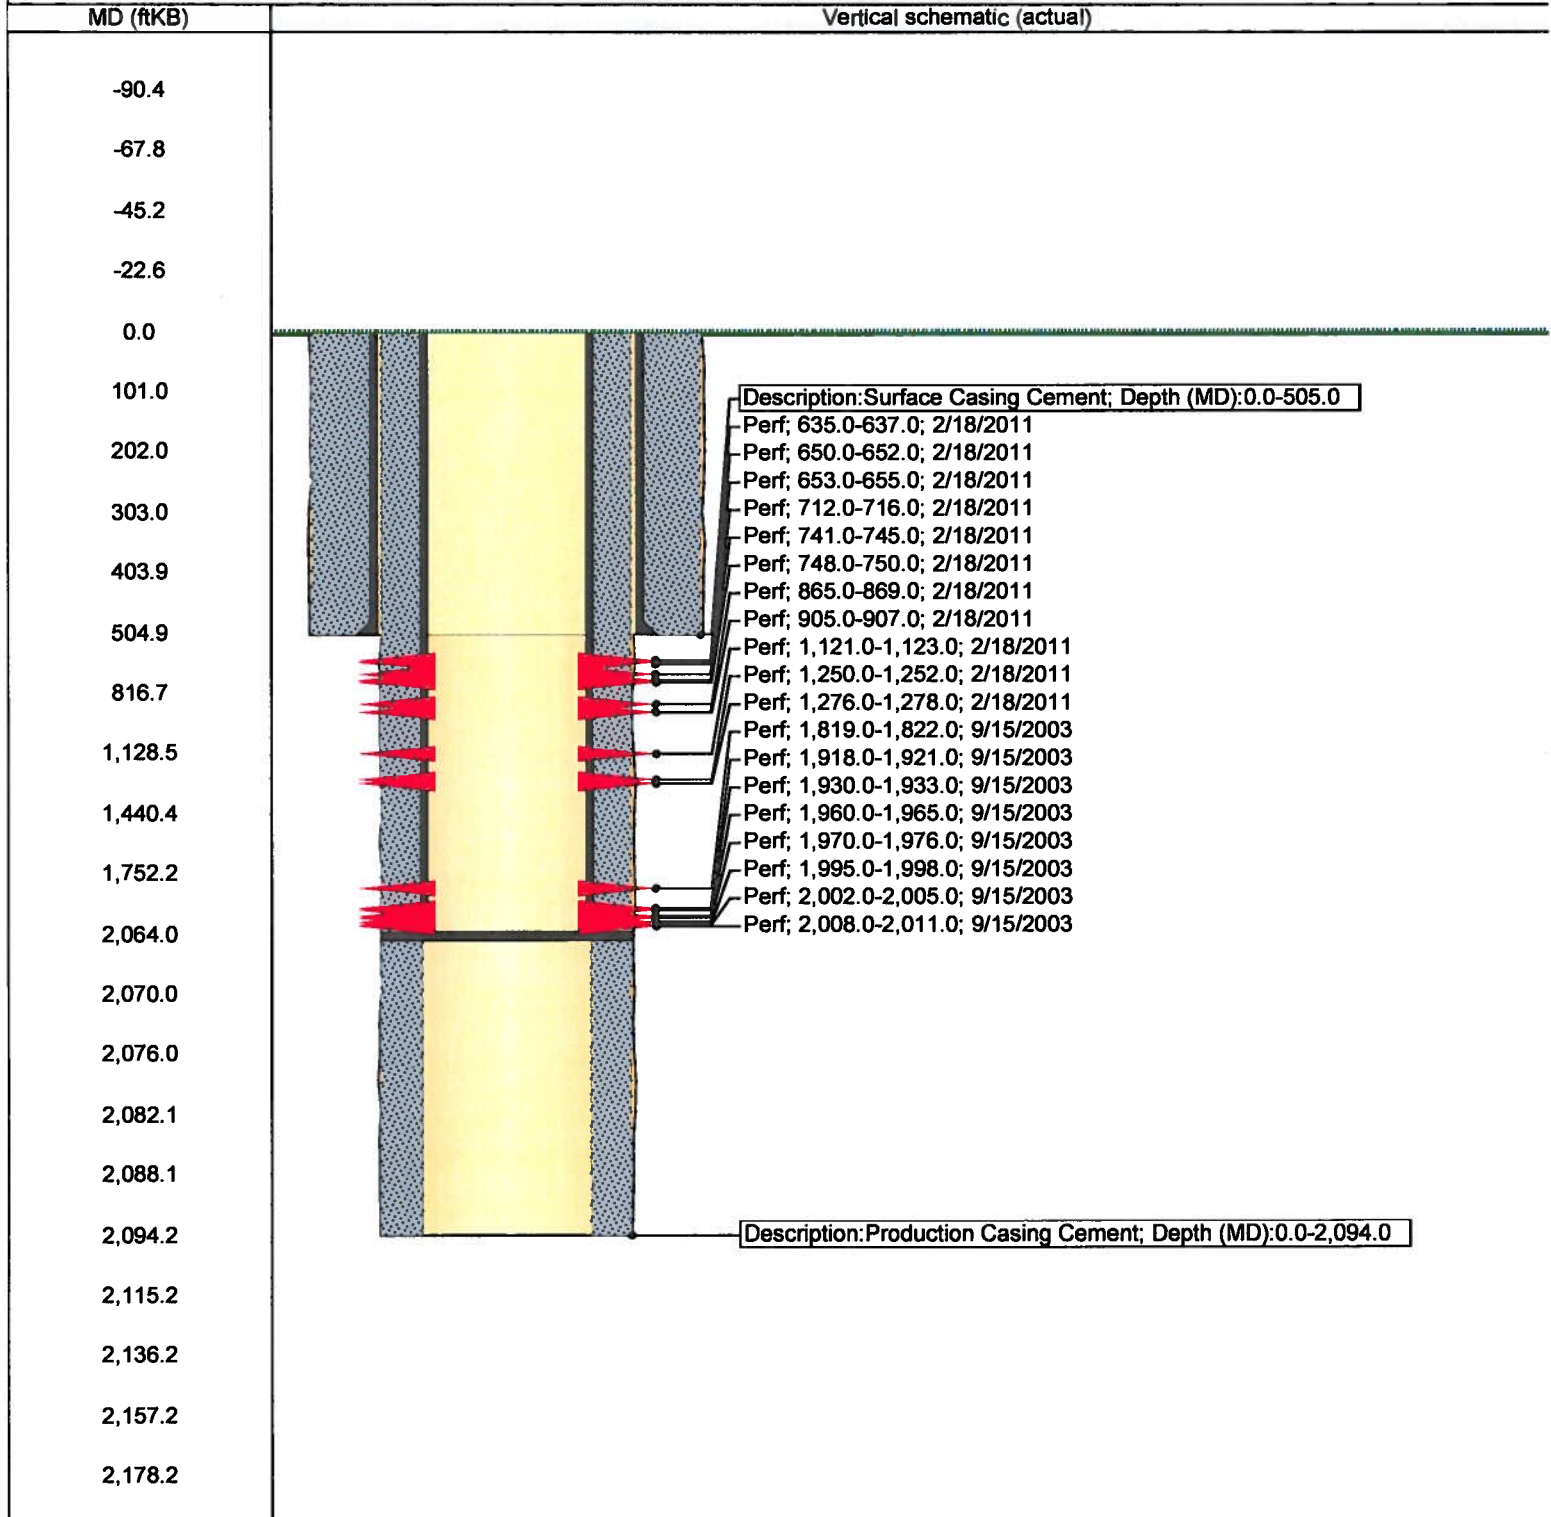 MD (ftKB)
Vertical schematic (actual)
-90.4
-67.8
-45.2
-22.6
0.0
101.0
202.0
303.0
403.9
504.9
816.7
1,128.5
1,440.4
1,752.2
2,064.0
2,070.0
2,076.0
2,082.1
2,088.1
2,094.2
2,115.2
2,136.2
2,157.2
2,178.2
Description:Surface Casing Cement; Depth (MD):0.0-505.0
Perf; 635.0-637.0; 2/18/2011
Perf; 650.0-652.0; 2/18/2011
Perf; 653.0-655.0; 2/18/2011
Perf; 712.0-716.0; 2/18/2011
Perf; 741.0-745.0; 2/18/2011
Perf; 748.0-750.0; 2/18/2011
Perf; 865.0-869.0; 2/18/2011
Perf; 905.0-907.0; 2/18/2011
Perf; 1,121.0-1,123.0; 2/18/2011
Perf; 1,250.0-1,252.0; 2/18/2011
Perf; 1,276.0-1,278.0; 2/18/2011
Perf; 1,819.0-1,822.0; 9/15/2003
Perf; 1,918.0-1,921.0; 9/15/2003
Perf; 1,930.0-1,933.0; 9/15/2003
Perf; 1,960.0-1,965.0; 9/15/2003
Perf; 1,970.0-1,976.0; 9/15/2003
Perf; 1,995.0-1,998.0; 9/15/2003
Perf; 2,002.0-2,005.0; 9/15/2003
Perf; 2,008.0-2,011.0; 9/15/2003
Description:Production Casing Cement; Depth (MD):0.0-2,094.0